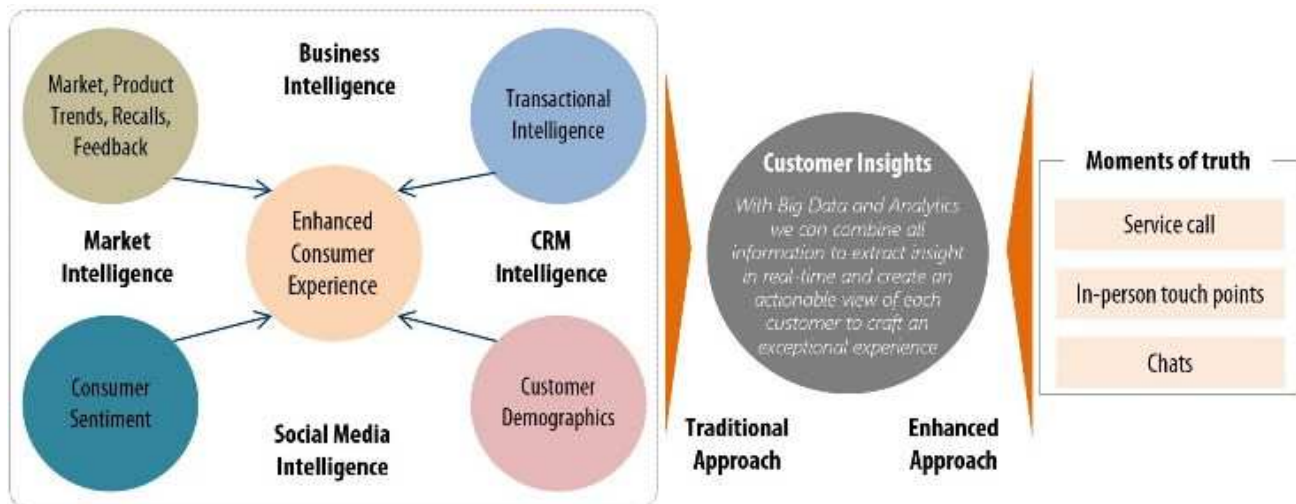 Business
Intelligence
Market, Product
Trends, Recalls,
Feedback
Transactional
Intelligence
Enhanced
Consumer
Experience
Market
Intelligence
CRM
Intelligence
Consumer
Sentiment
Customer
Demographics
Social Media
Intelligence
Customer Insights
With Big Data and Analytics
we can combine all
information to extract insight
in real-time and create an
actionable view of each
customer to craft an
exceptional experience
Traditional
Approach
Enhanced
Approach
Moments of truth
Service call
In-person touch points
Chats